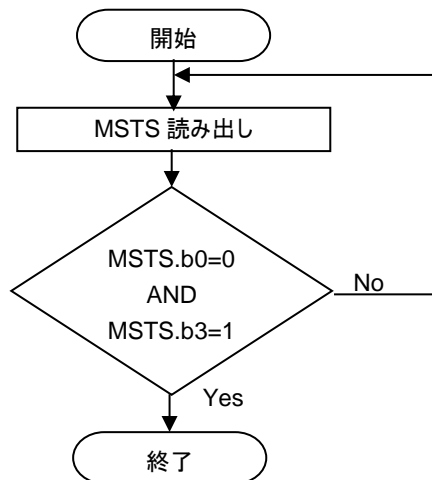 開始
MSTS 読み出し
MSTS.b0=0
AND
MSTS.b3=1
No
Yes
終了